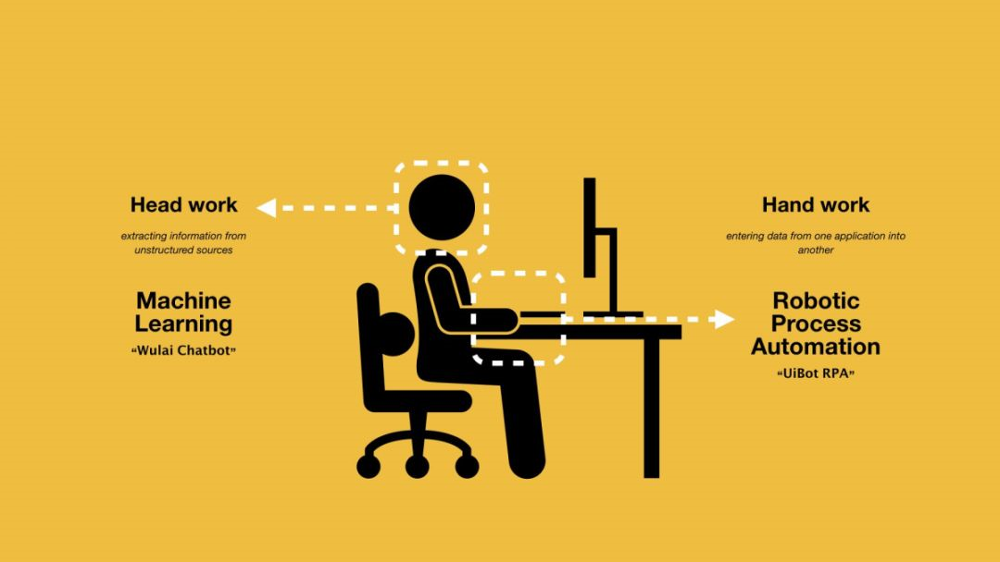 Head work
extracting information from
unstructured sources
Machine
Learning
“Wulai Chatbot”
Hand work
entering data from one application into
another
Robotic
Process
Automation
“UiBot RPA”